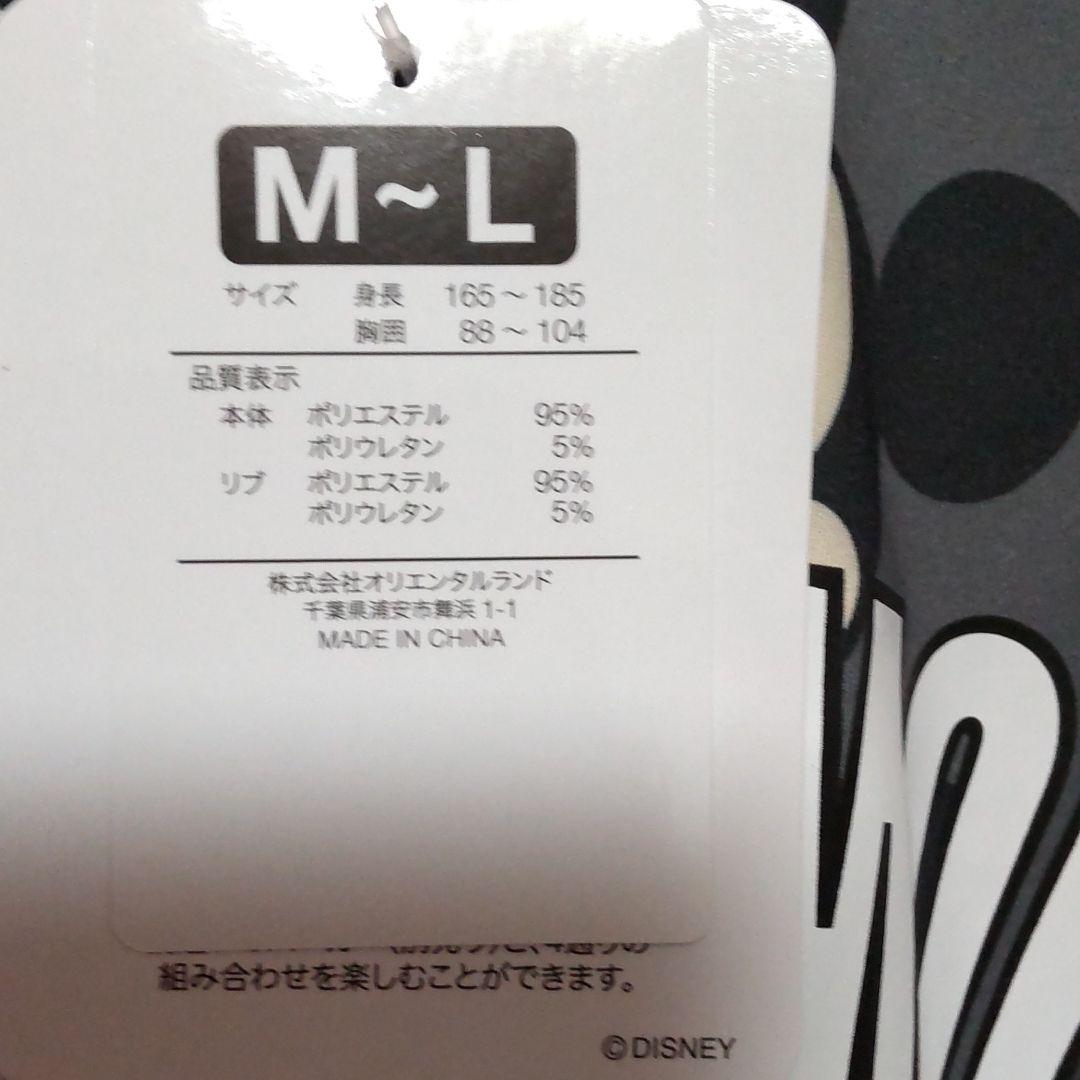 M~L
サイズ 身長 165～185
胸囲 88～104
品質表示
本体 ポリエステル 95%
ポリウレタン 5%
リブ ポリエステル 95%
ポリウレタン 5%
株式会社オリエンタルランド
千葉県浦安市舞浜1-1
MADE IN CHINA
組み合わせを楽しむことができます。
©DISNEY